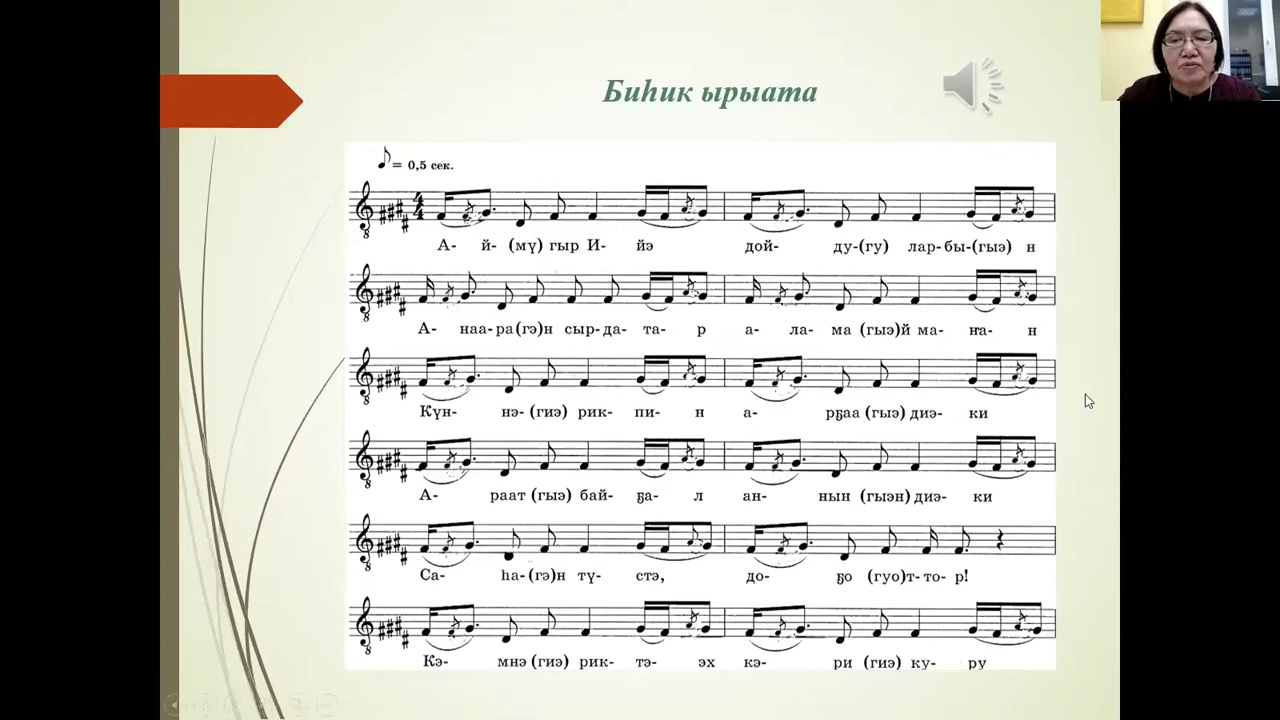 Биһик ырыата
= 0,5 сек.
А- й- (мү) гыр И- йэ дой- ду-(гу) лар-бы-(гыэ) н
А- наа-ра(гэ)н сыр-да- та- р а- ла- ма (гыэ)й ма- ҥа- н
Күн- нэ- (гиэ) рик- пи- н а- рҕаа (гыэ) диэ- ки
А- раат (гыэ) бай- ҕа- л ан- нын (гыэн) диэ- ки
Са- һа-(гэ)н тү- стэ, до- ҕо (гуо)т-то- р!
Кэ- мнэ (гиэ) рик- тэ- эх кэ- ри (гиэ) ку- ру